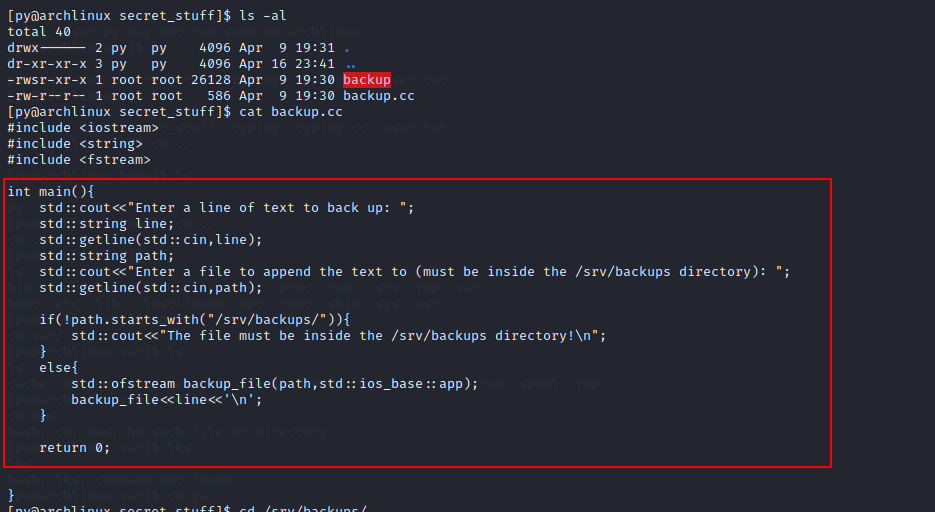 [py@archlinux secret_stuff]$ ls -al
total 40
drwx------ 2 py   py    4096 Apr  9 19:31 .
dr-xr-xr-x 3 py   py    4096 Apr 16 23:41 ..
-rwsr-xr-x 1 root root 26128 Apr  9 19:30 backup
-rw-r--r-- 1 root root   586 Apr  9 19:30 backup.cc
[py@archlinux secret_stuff]$ cat backup.cc
#include <iostream>
#include <string>
#include <fstream>
int main(){
    std::cout<<"Enter a line of text to back up: ";
    std::string line;
    std::getline(std::cin,line);
    std::string path;
    std::cout<<"Enter a file to append the text to (must be inside the /srv/backups directory): ";
    std::getline(std::cin,path);
    if(!path.starts_with("/srv/backups/")){
        std::cout<<"The file must be inside the /srv/backups directory!\n";
    }
    else{
        std::ofstream backup_file(path,std::ios_base::app);
        backup_file<<line<<'\n';
    }
    return 0;
}
[py@archlinux secret_stuff]$ cd /srv/backups/